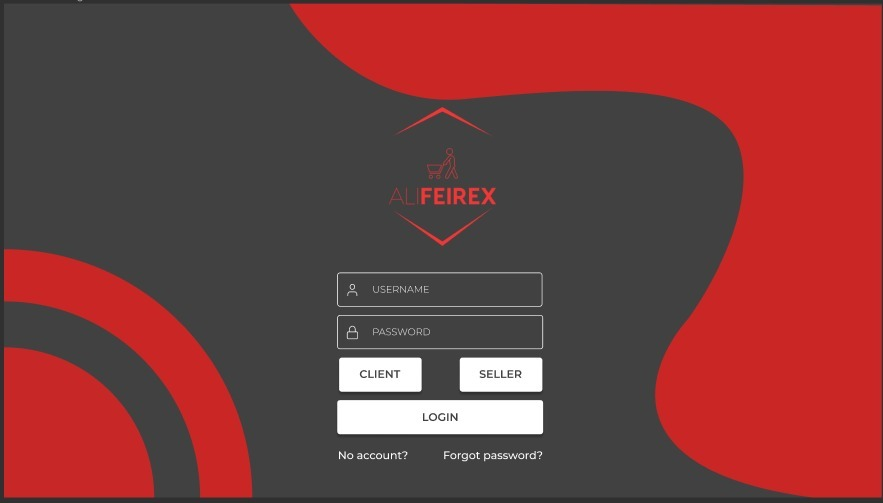 ALIFEIREX
USERNAME
PASSWORD
CLIENT SELLER
LOGIN
No account? Forgot password?